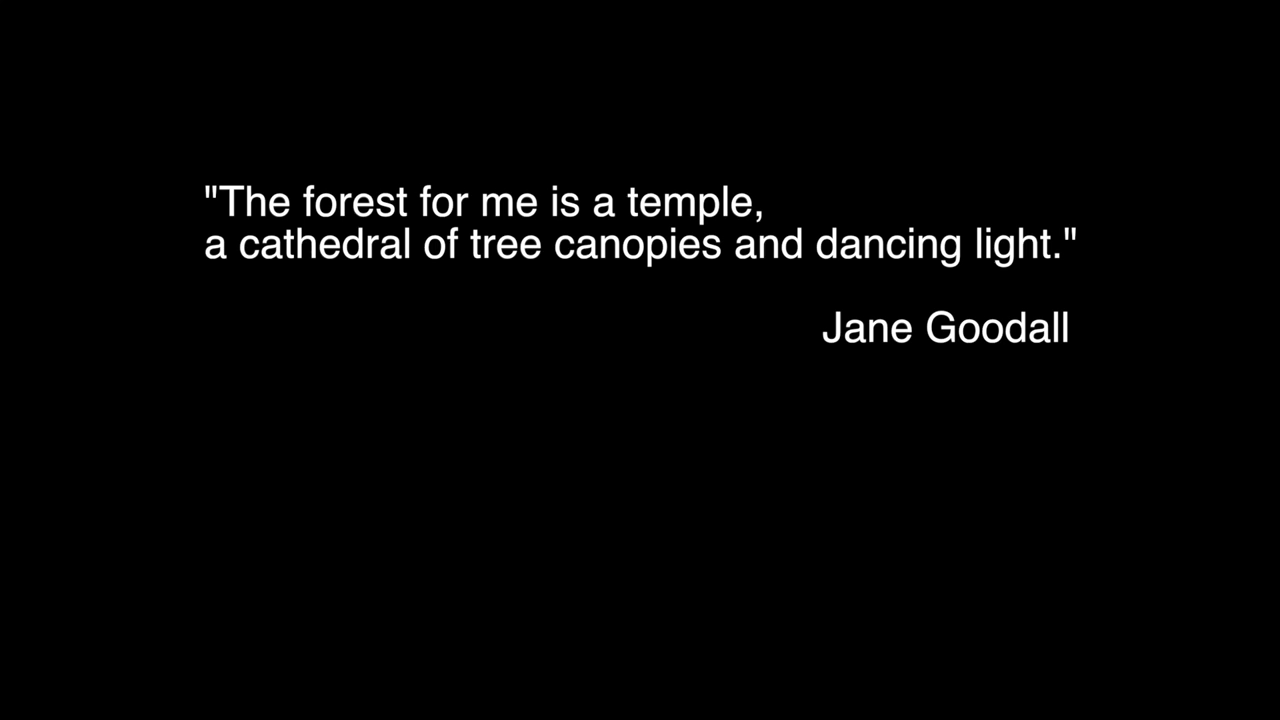 "The forest for me is a temple,
a cathedral of tree canopies and dancing light."
Jane Goodall